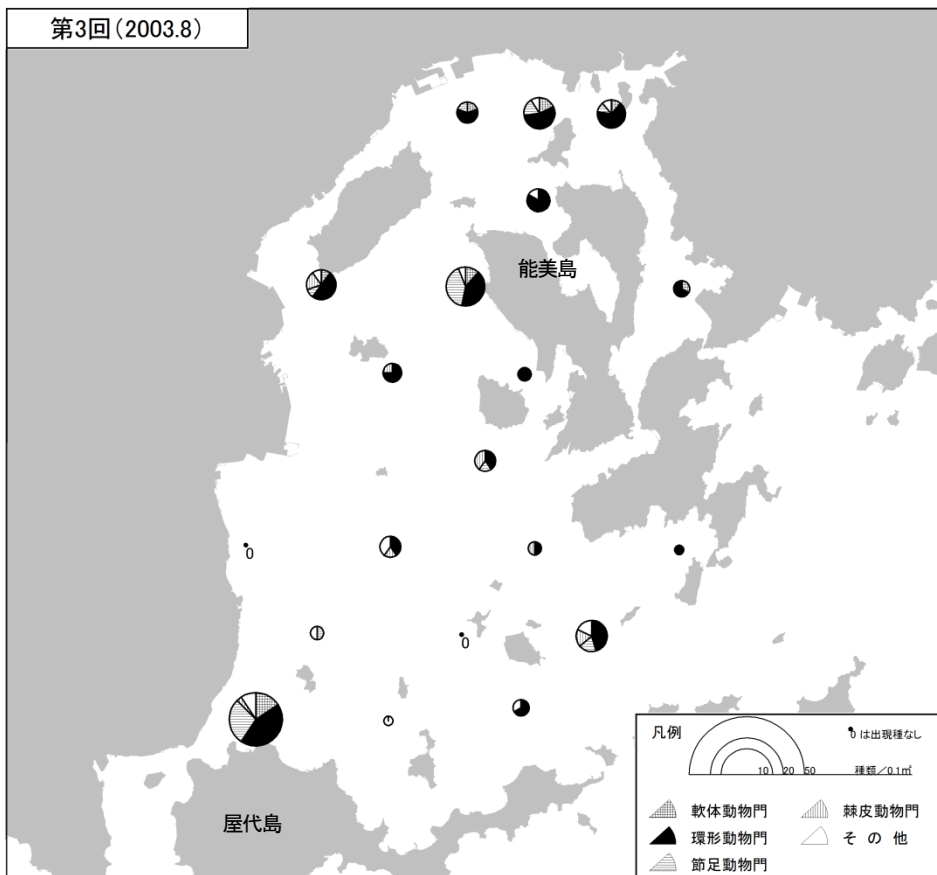 第3回(2003.8)
能美島
0
0
屋代島
凡例
0 は出現種なし
10 20 50 種類/0.1㎡
軟体動物門 棘皮動物門
環形動物門 その他
節足動物門